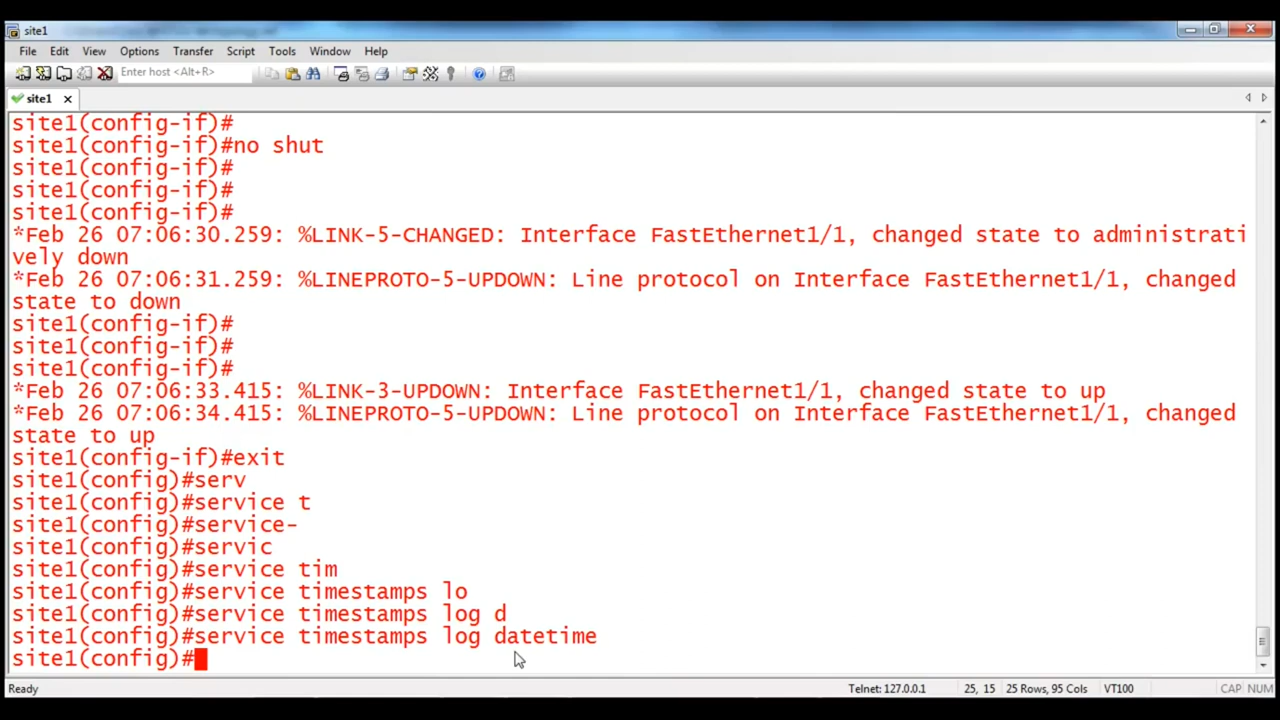 site1
File Edit View Options Transfer Script Tools Window Help
Enter host <Alt+R>
site1
site1(config-if)#
site1(config-if)#no shut
site1(config-if)#
site1(config-if)#
site1(config-if)#
*Feb 26 07:06:30.259: %LINK-5-CHANGED: Interface FastEthernet1/1, changed state to administrati
vely down
*Feb 26 07:06:31.259: %LINEPROTO-5-UPDOWN: Line protocol on Interface FastEthernet1/1, changed
state to down
site1(config-if)#
site1(config-if)#
site1(config-if)#
*Feb 26 07:06:33.415: %LINK-3-UPDOWN: Interface FastEthernet1/1, changed state to up
*Feb 26 07:06:34.415: %LINEPROTO-5-UPDOWN: Line protocol on Interface FastEthernet1/1, changed
state to up
site1(config-if)#exit
site1(config)#serv
site1(config)#service t
site1(config)#service-
site1(config)#servic
site1(config)#service tim
site1(config)#service timestamps lo
site1(config)#service timestamps log d
site1(config)#service timestamps log datetime
site1(config)#
Ready Telnet: 127.0.0.1 25, 15 25 Rows, 95 Cols VT100 CAP NUM